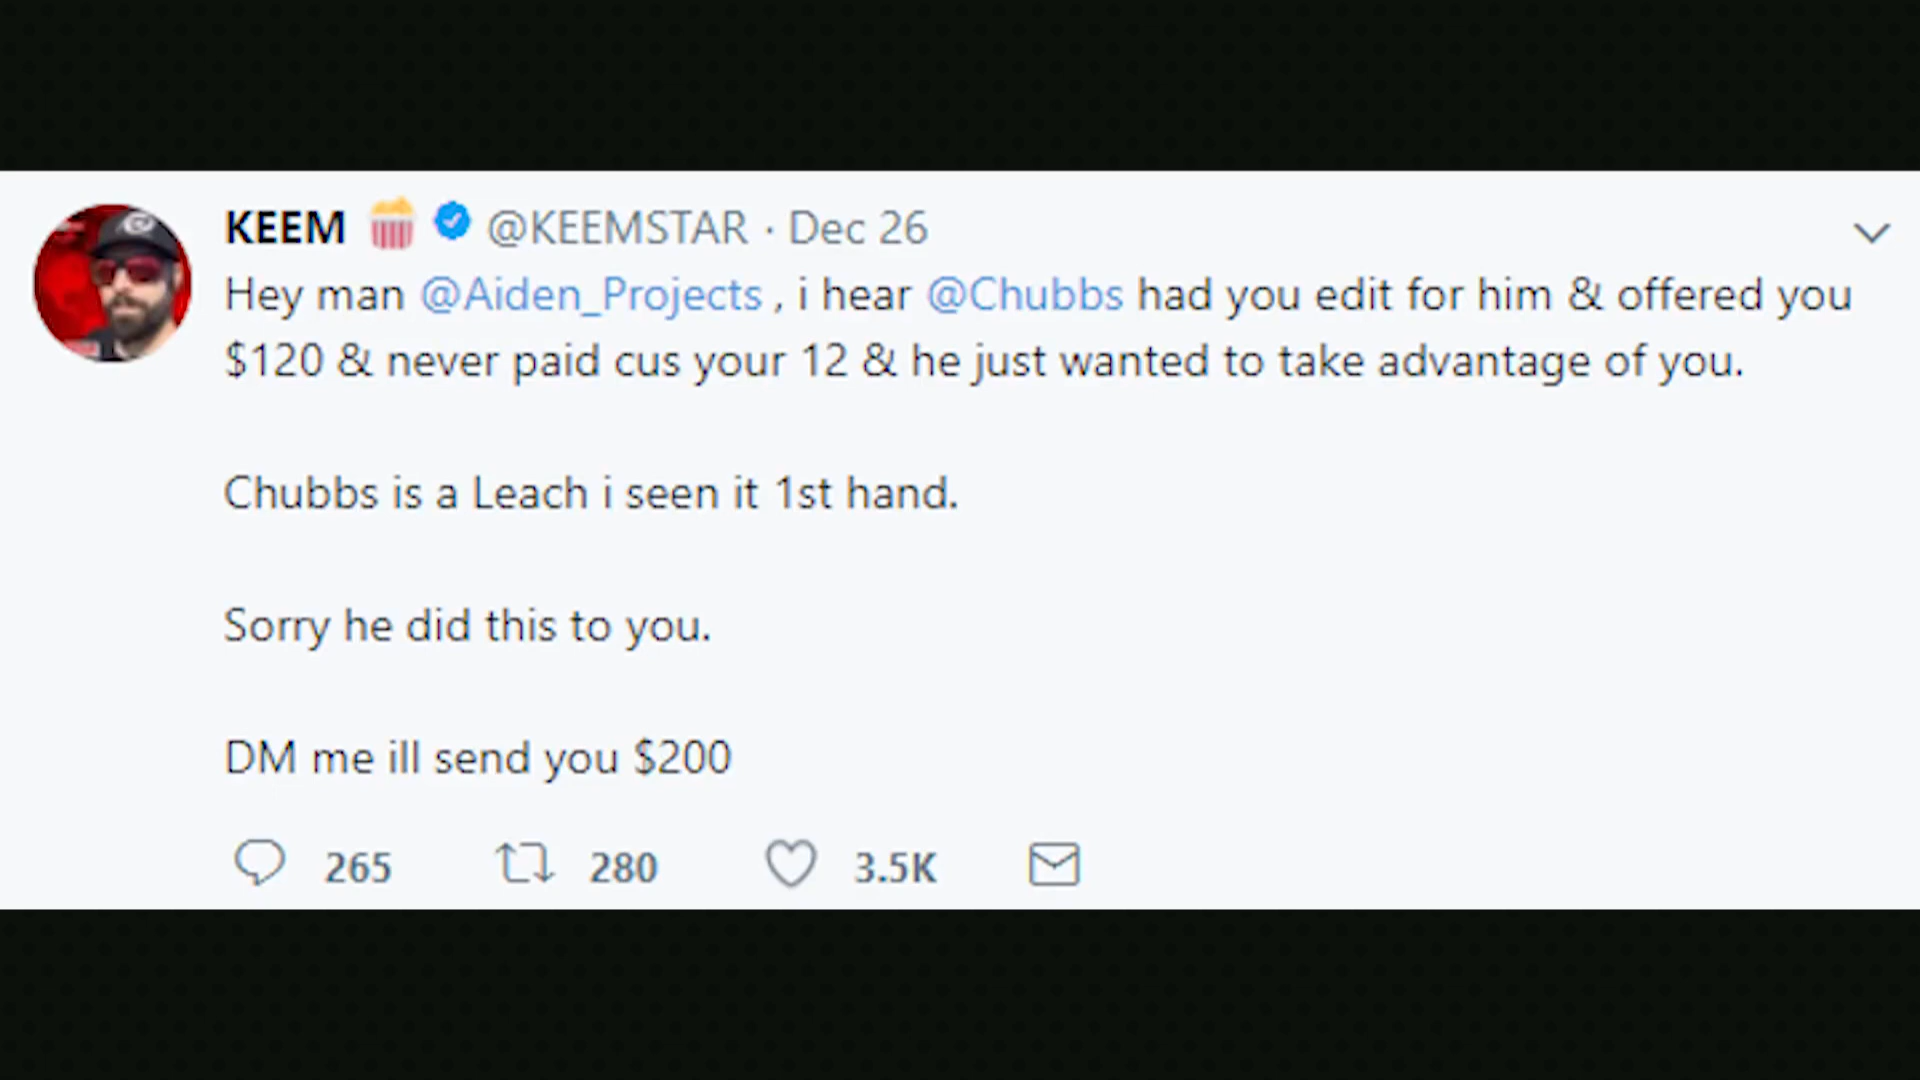 KEEM 🍿 @KEEMSTAR · Dec 26
Hey man @Aiden_Projects , i hear @Chubbs had you edit for him & offered you
$120 & never paid cus your 12 & he just wanted to take advantage of you.
Chubbs is a Leach i seen it 1st hand.
Sorry he did this to you.
DM me ill send you $200
265 280 3.5K